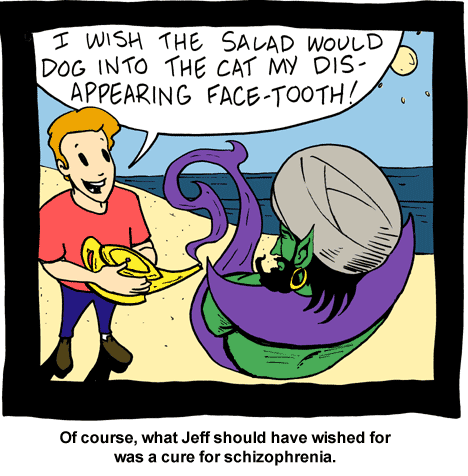 I WISH THE SALAD WOULD
DOG INTO THE CAT MY DIS-
APPEARING FACE-TOOTH!
Of course, what Jeff should have wished for
was a cure for schizophrenia.